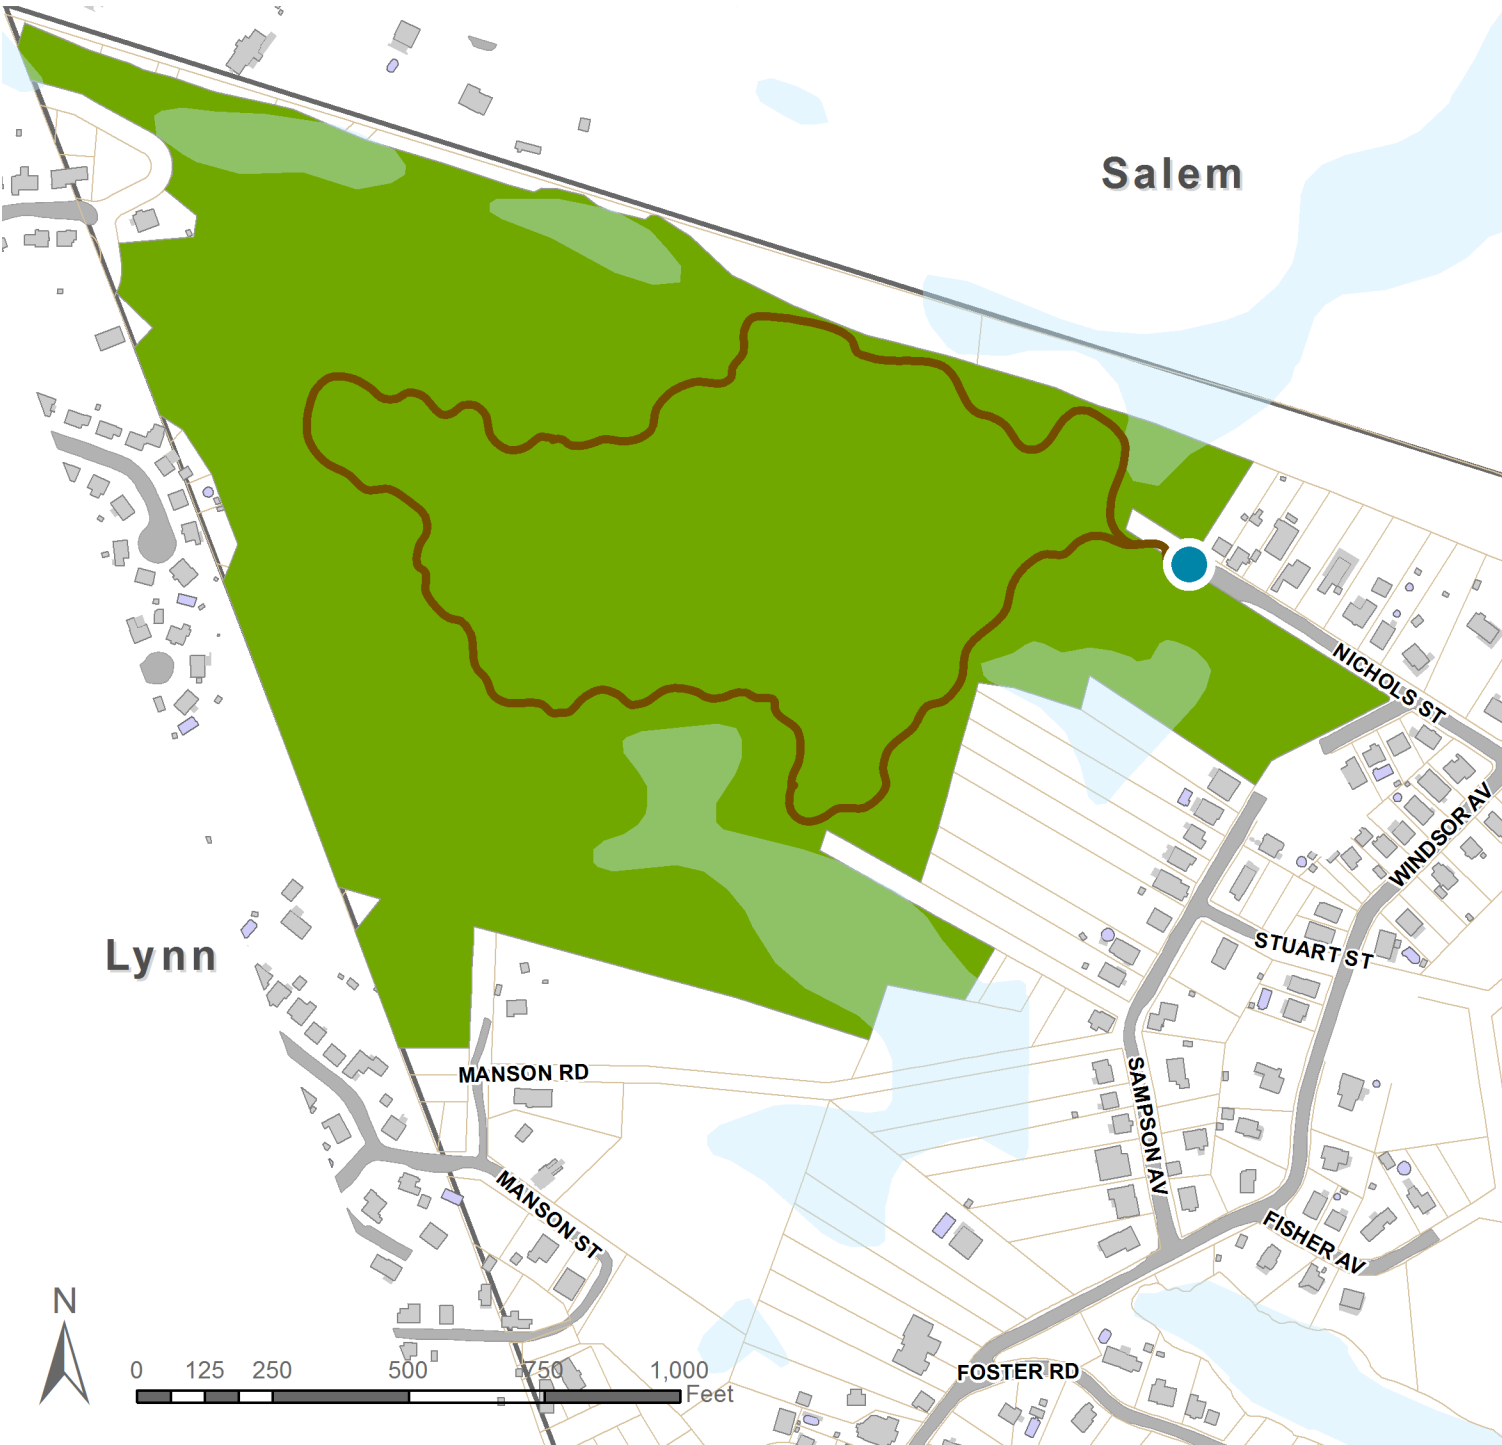 Salem
NICHOLS ST
WINDSOR AV
STUART ST
Lynn
MANSON RD
SAMPSON AV
MANSON ST
FISHER AV
N
0 125 250 500 750 1,000
Feet
FOSTER RD